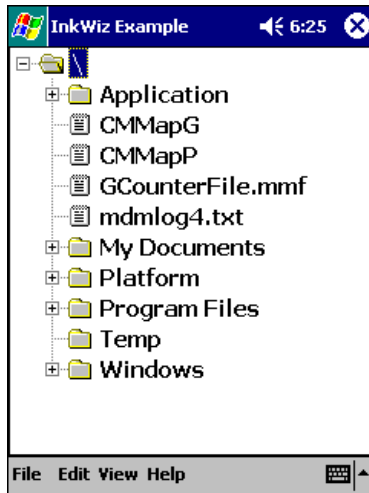 InkWiz Example 6:25
\
Application
CMMapG
CMMapP
GCounterFile.mmf
mdmlog4.txt
My Documents
Platform
Program Files
Temp
Windows
File Edit View Help